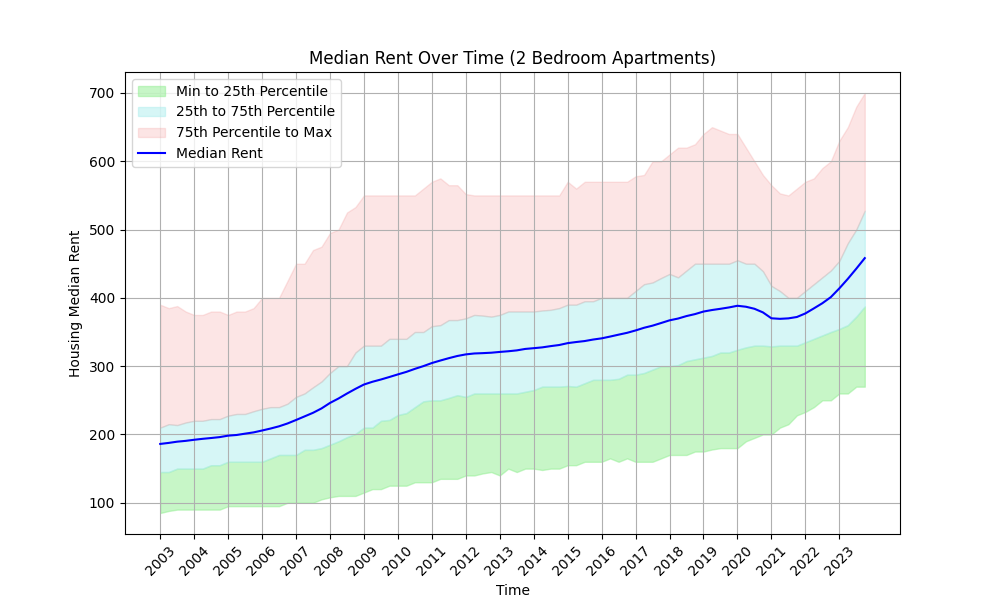 Median Rent Over Time (2 Bedroom Apartments)
Min to 25th Percentile
25th to 75th Percentile
75th Percentile to Max
Median Rent
Housing Median Rent
700
600
500
400
300
200
100
2003 2004 2005 2006 2007 2008 2009 2010 2011 2012 2013 2014 2015 2016 2017 2018 2019 2020 2021 2022 2023
Time